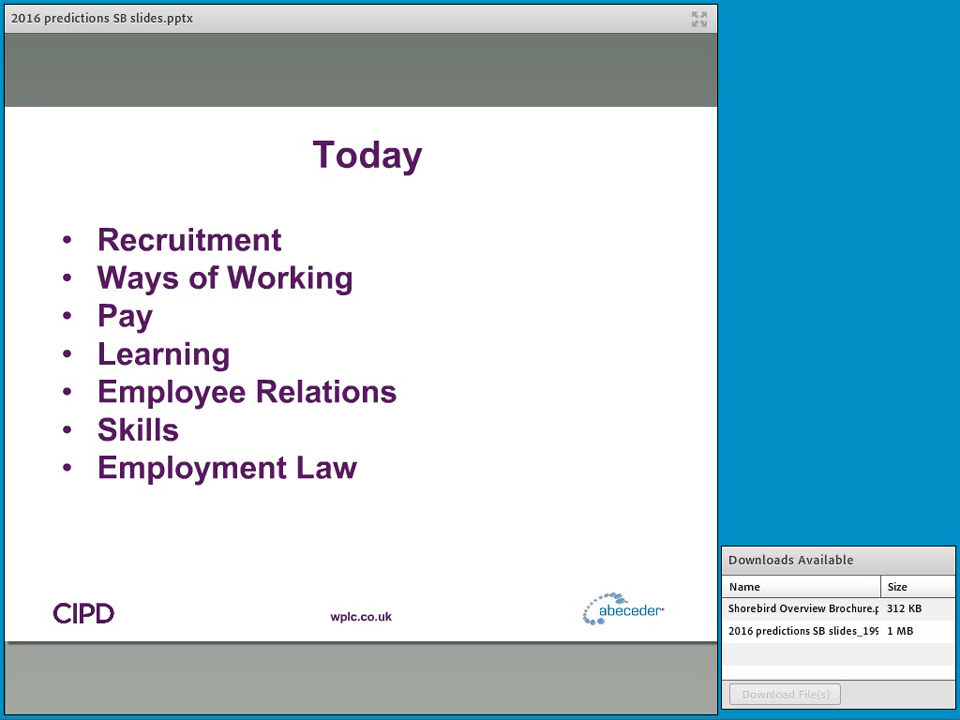 2016 predictions SB slides.pptx
Today
• Recruitment
• Ways of Working
• Pay
• Learning
• Employee Relations
• Skills
• Employment Law
CIPD
wplc.co.uk
abeceder
Downloads Available
Name Size
Shorebird Overview Brochure.p 312 KB
2016 predictions SB slides_199 1 MB
Download File(s)